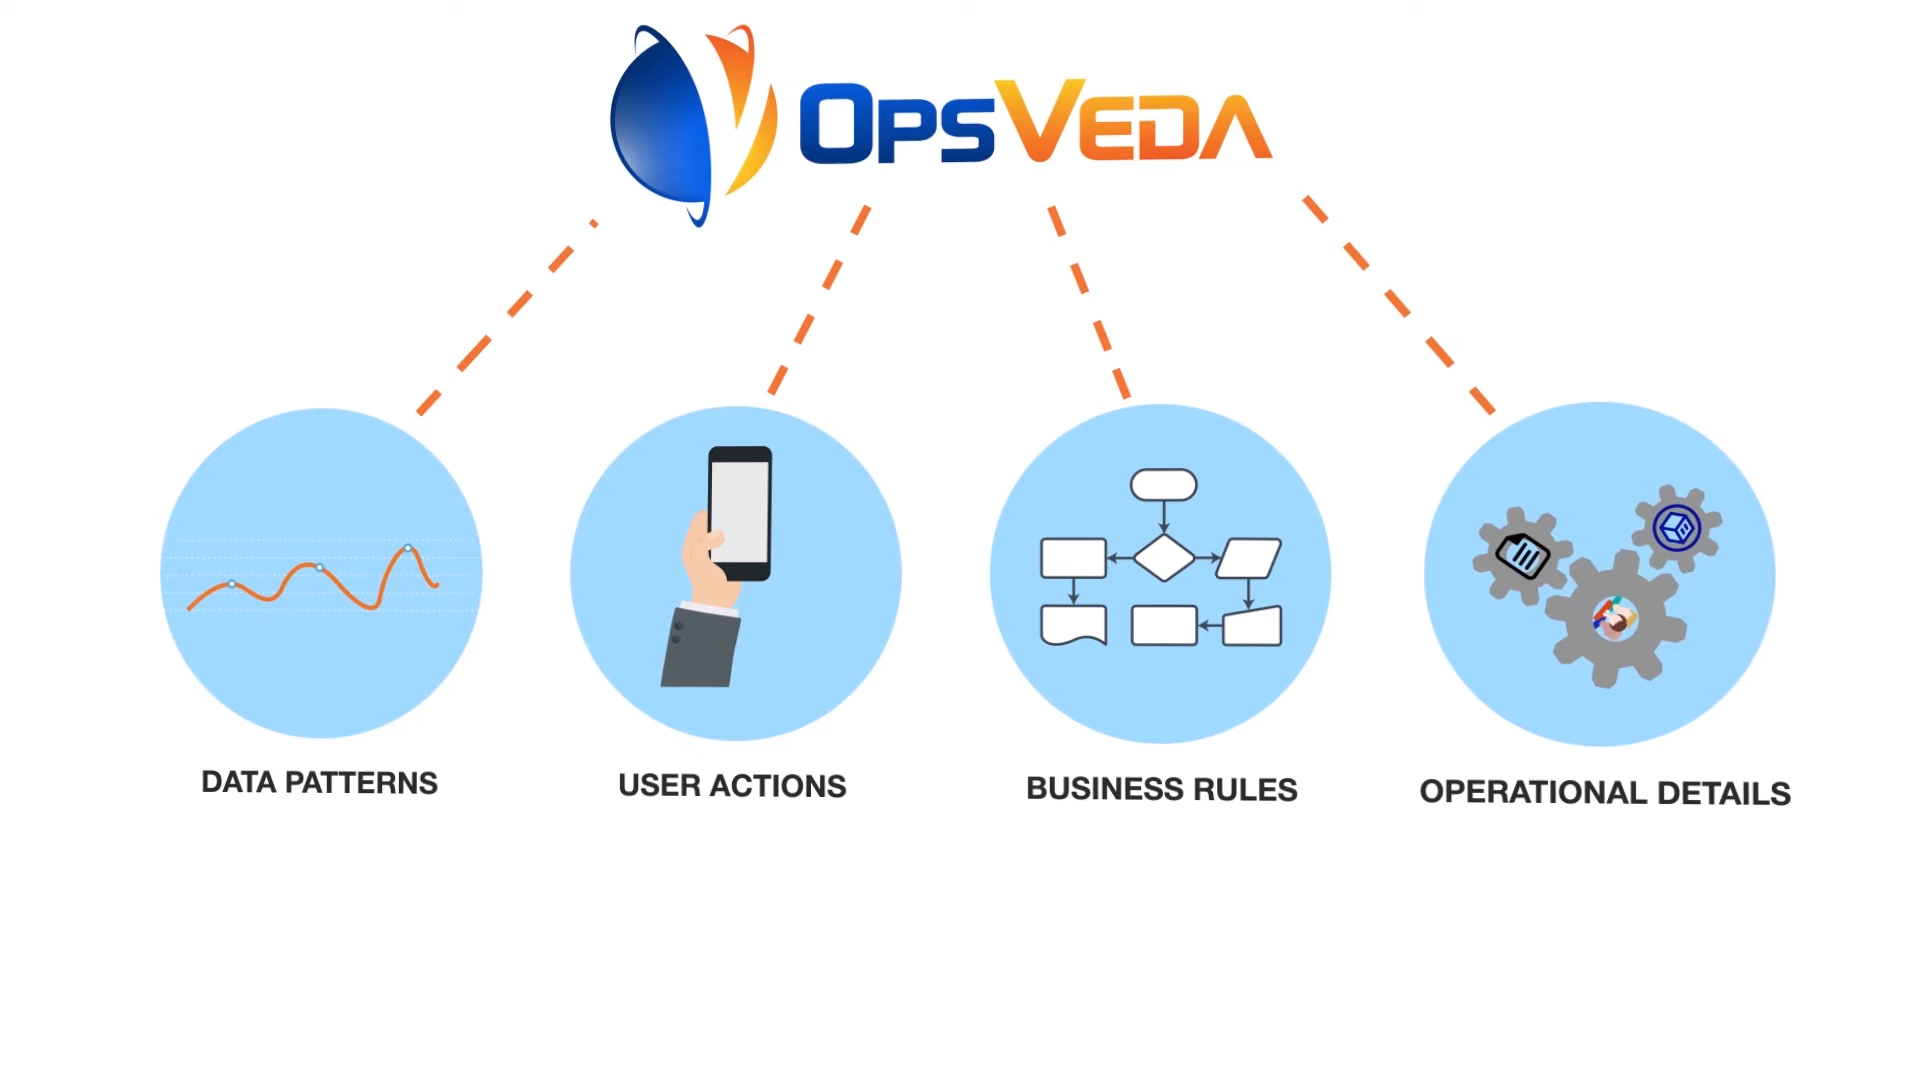 OpsVeda
DATA PATTERNS
USER ACTIONS
BUSINESS RULES
OPERATIONAL DETAILS